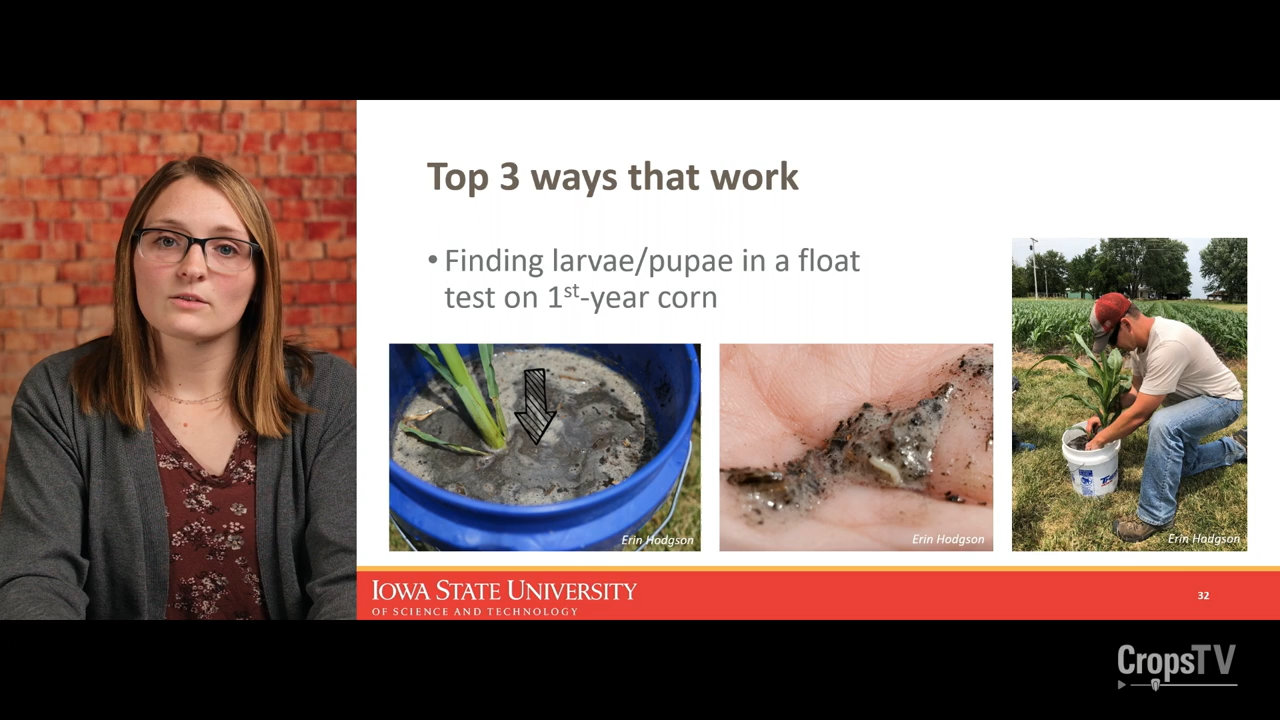 Top 3 ways that work
• Finding larvae/pupae in a float
test on 1st-year corn
Erin Hodgson
Erin Hodgson
Erin Hodgson
IOWA STATE UNIVERSITY
OF SCIENCE AND TECHNOLOGY
32
CropsTV